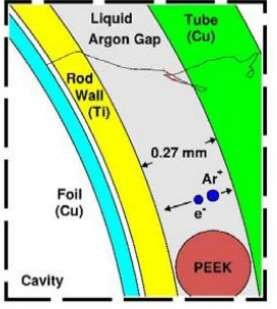 Liquid
Argon Gap
Tube
(Cu)
Rod
Wall
(Ti)
0.27 mm
Ar+
e-
Foil
(Cu)
PEEK
Cavity